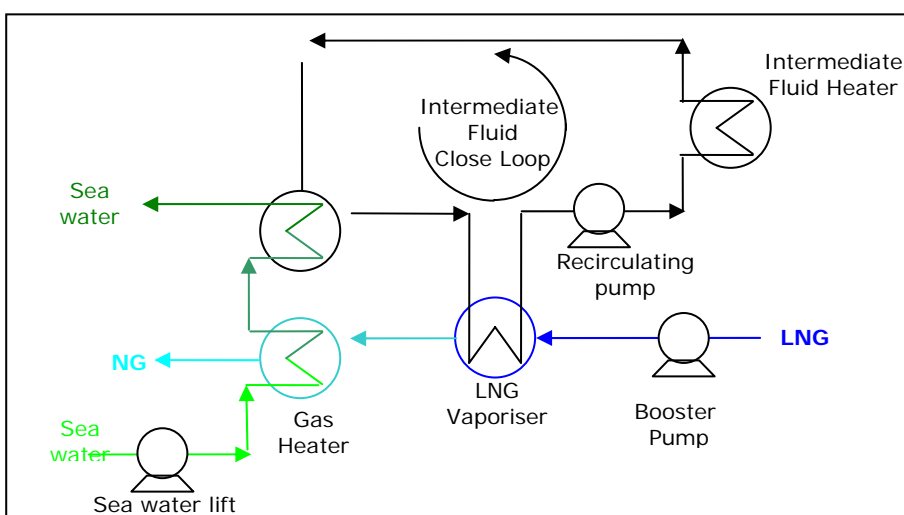 Intermediate
Fluid Heater
Intermediate
Fluid
Close Loop
Sea
water
Recirculating
pump
NG
LNG
LNG
Vaporiser
Gas
Heater
Booster
Pump
Sea
water
Sea water lift